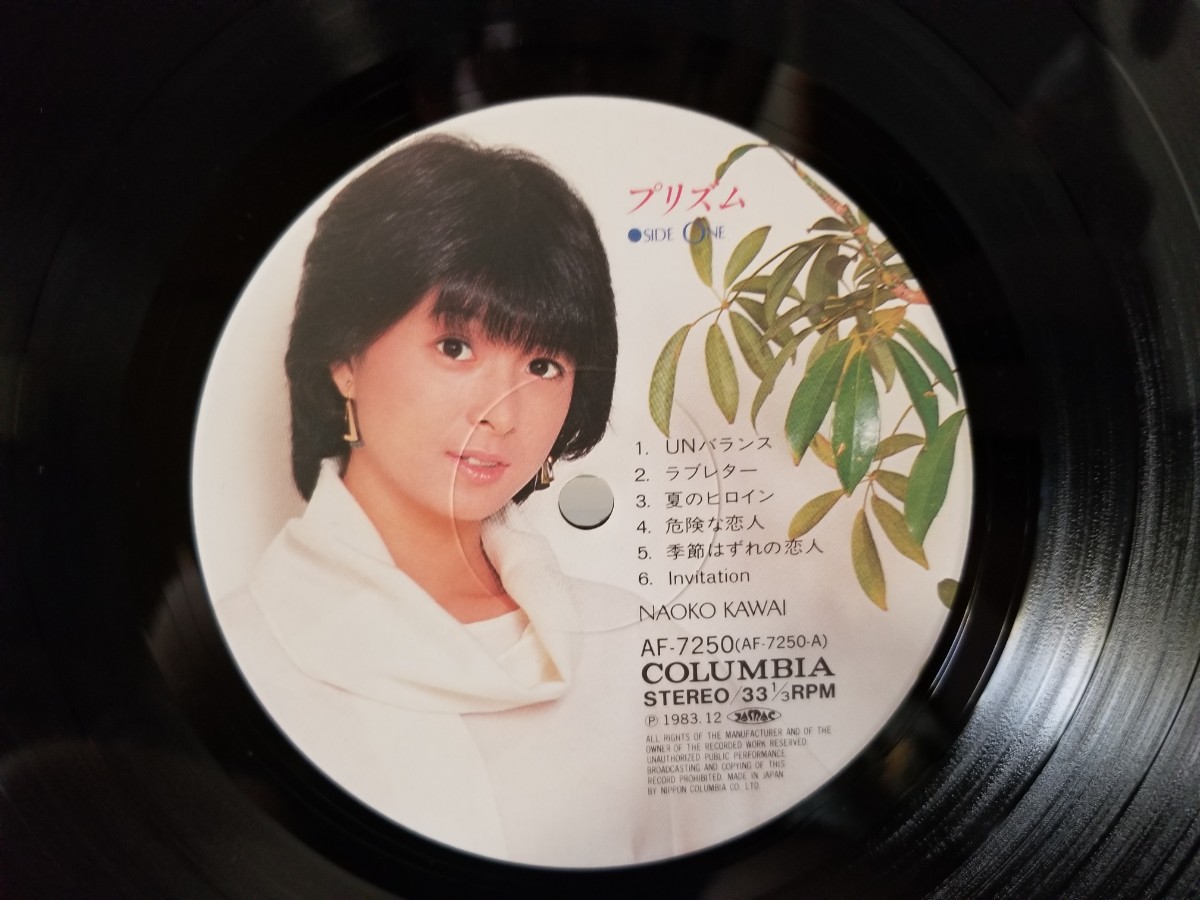 プリズム
●SIDE ONE
1. UNバランス
2. ラブレター
3. 夏のヒロイン
4. 危険な恋人
5. 季節はずれの恋人
6. Invitation
NAOKO KAWAI
AF-7250(AF-7250-A)
COLUMBIA
STEREO/33 1/3 RPM
Ⓟ 1983.12 JASRAC
ALL RIGHTS OF THE MANUFACTURER AND OF THE
OWNER OF THE RECORDED WORK RESERVED
UNAUTHORIZED PUBLIC PERFORMANCE
BROADCASTING AND COPYING OF THIS
RECORD PROHIBITED. MADE IN JAPAN
BY NIPPON COLUMBIA CO. LTD.